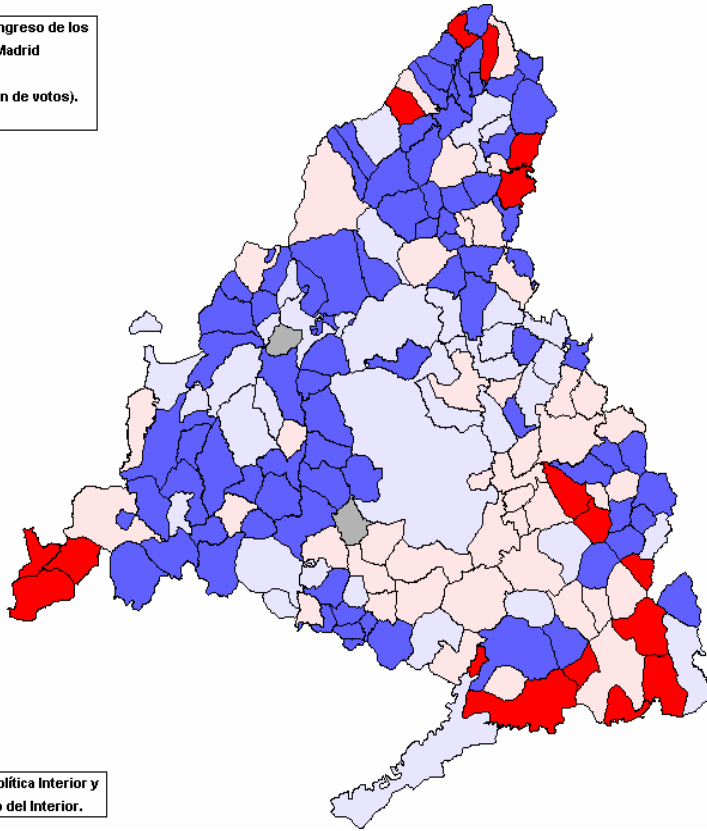 ngreso de los
Madrid
n de votos).
olítica Interior y
o del Interior.